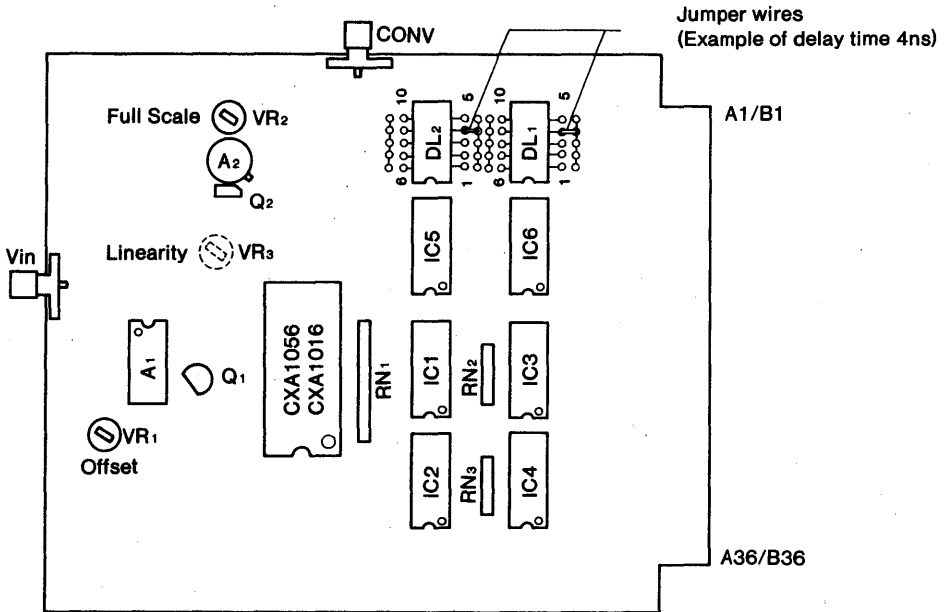 Jumper wires
(Example of delay time 4ns)
CONV
10
5
10
5
Full Scale
VR2
DL2
DL1
A1/B1
A2
6
1
6
1
Q2
IC5
IC6
Linearity
VR3
Vin
CXA1056
CXA1016
A1
Q1
RN1
IC1
RN2
IC3
VR1
Offset
IC2
RN3
IC4
A36/B36